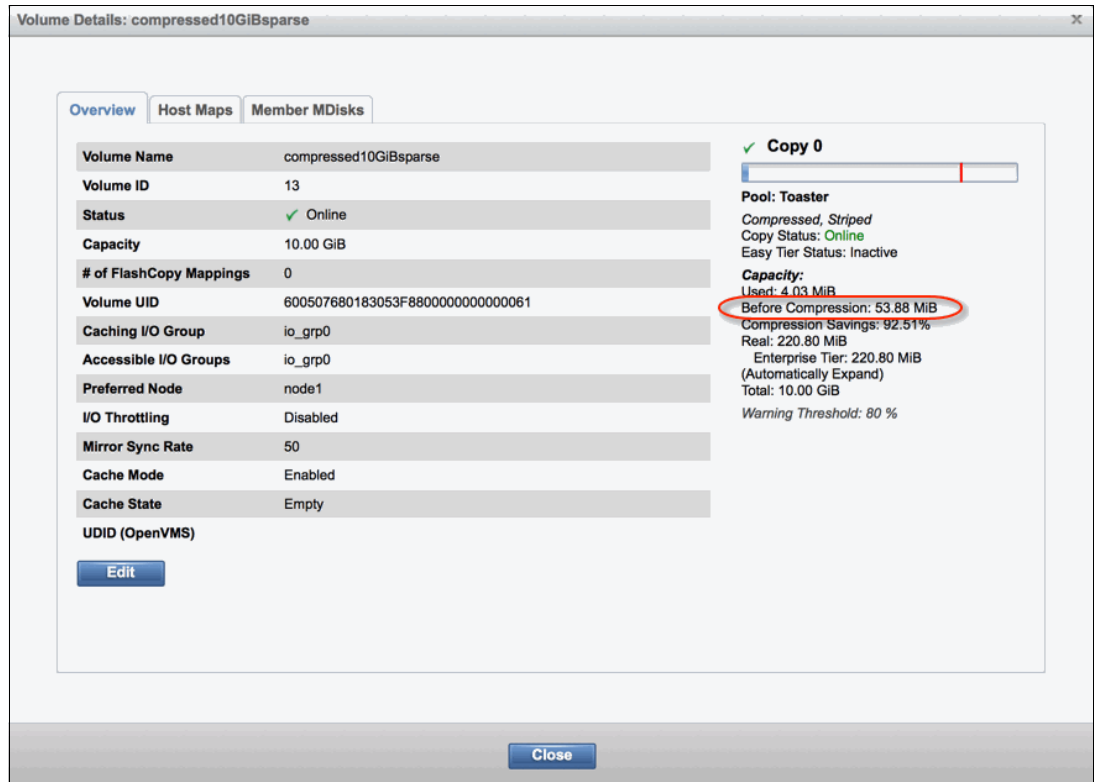 Volume Details: compressed10GiBsparse x
Overview Host Maps Member MDisks
Volume Name compressed10GiBsparse
Volume ID 13
Status Online
Capacity 10.00 GiB
# of FlashCopy Mappings 0
Volume UID 600507680183053F8800000000000061
Caching I/O Group io_grp0
Accessible I/O Groups io_grp0
Preferred Node node1
I/O Throttling Disabled
Mirror Sync Rate 50
Cache Mode Enabled
Cache State Empty
UDID (OpenVMS)
Edit
Copy 0
Pool: Toaster
Compressed, Striped
Copy Status: Online
Easy Tier Status: Inactive
Capacity:
Used: 4.03 MiB
Before Compression: 53.88 MiB
Compression Savings: 92.51%
Real: 220.80 MiB
Enterprise Tier: 220.80 MiB
(Automatically Expand)
Total: 10.00 GiB
Warning Threshold: 80 %
Close